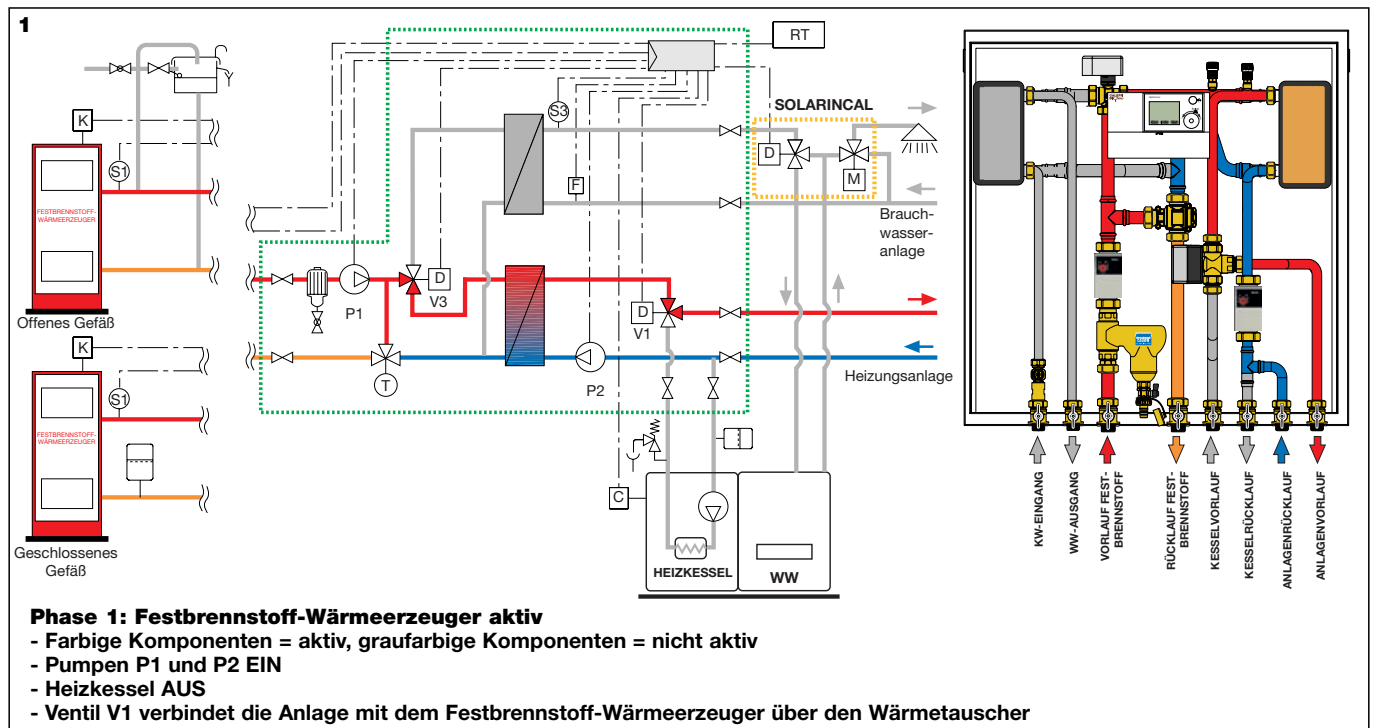 1
RT
K
S1
FESTBRENNSTOFF-
WÄRMEERZEUGER
Offenes Gefäß
K
S1
FESTBRENNSTOFF-
WÄRMEERZEUGER
Geschlossenes
Gefäß
S3
F
SOLARINCAL
D
M
Brauch-
wasser-
anlage
P1
D
V3
D
V1
T
P2
Heizungsanlage
C
HEIZKESSEL
WW
KW-EINGANG
WW-AUSGANG
VORLAUF FEST-
BRENNSTOFF
RÜCKLAUF FEST-
BRENNSTOFF
KESSELVORLAUF
KESSELRÜCKLAUF
ANLAGENRÜCKLAUF
ANLAGENVORLAUF
Phase 1: Festbrennstoff-Wärmeerzeuger aktiv
- Farbige Komponenten = aktiv, graufarbige Komponenten = nicht aktiv
- Pumpen P1 und P2 EIN
- Heizkessel AUS
- Ventil V1 verbindet die Anlage mit dem Festbrennstoff-Wärmeerzeuger über den Wärmetauscher